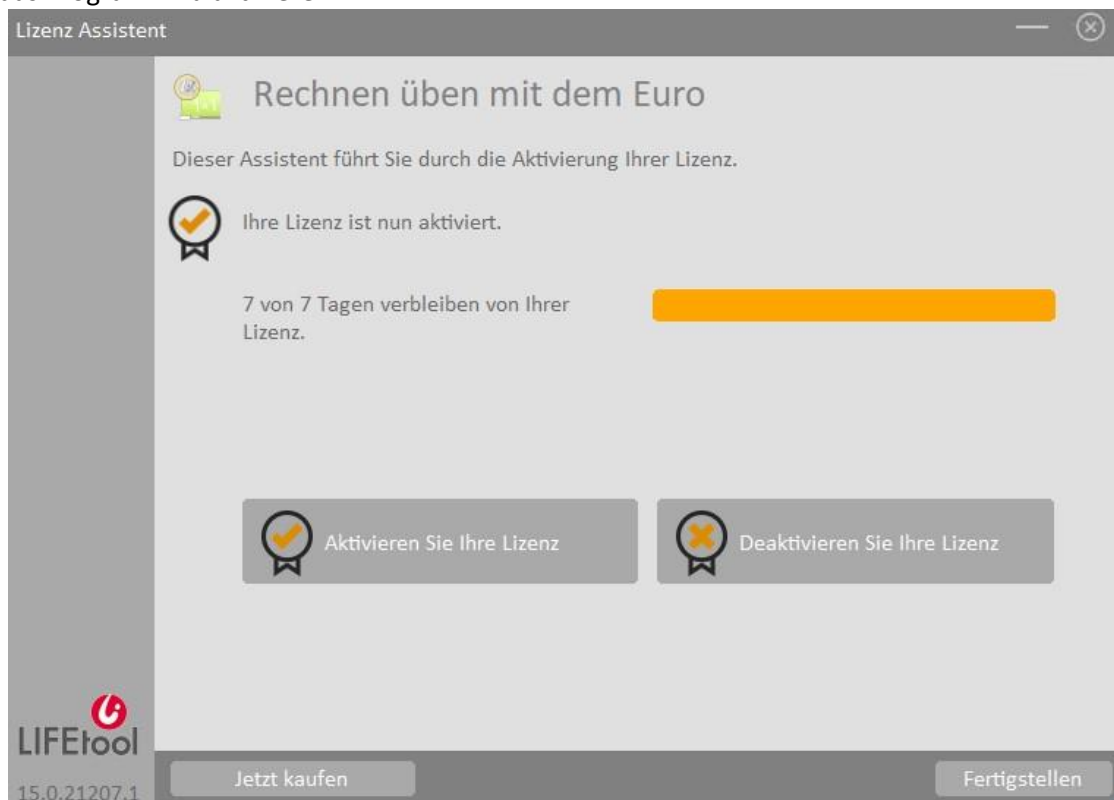 Lizenz Assistent
Rechnen üben mit dem Euro
Dieser Assistent führt Sie durch die Aktivierung Ihrer Lizenz.
Ihre Lizenz ist nun aktiviert.
7 von 7 Tagen verbleiben von Ihrer
Lizenz.
Aktivieren Sie Ihre Lizenz
Deaktivieren Sie Ihre Lizenz
LIFEtool
15.0.21207.1
Jetzt kaufen
Fertigstellen